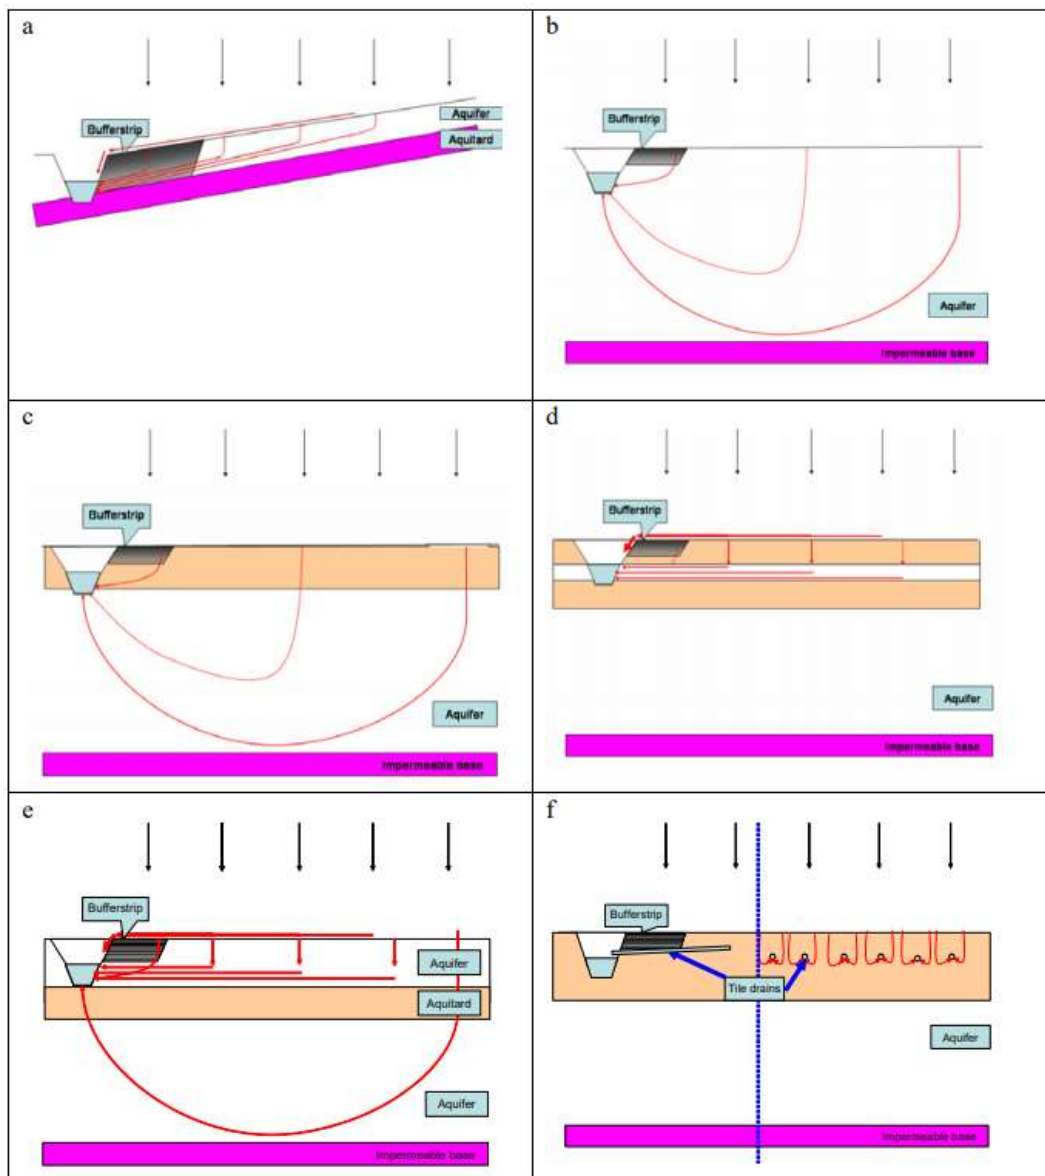 a
Bufferstrip
Aquifer
Aquitard
b
Bufferstrip
Aquifer
Impermeable base
c
Bufferstrip
Aquifer
Impermeable base
d
Bufferstrip
Aquifer
Impermeable base
e
Bufferstrip
Aquifer
Aquitard
Aquifer
Impermeable base
f
Bufferstrip
Tile drains
Aquifer
Impermeable base